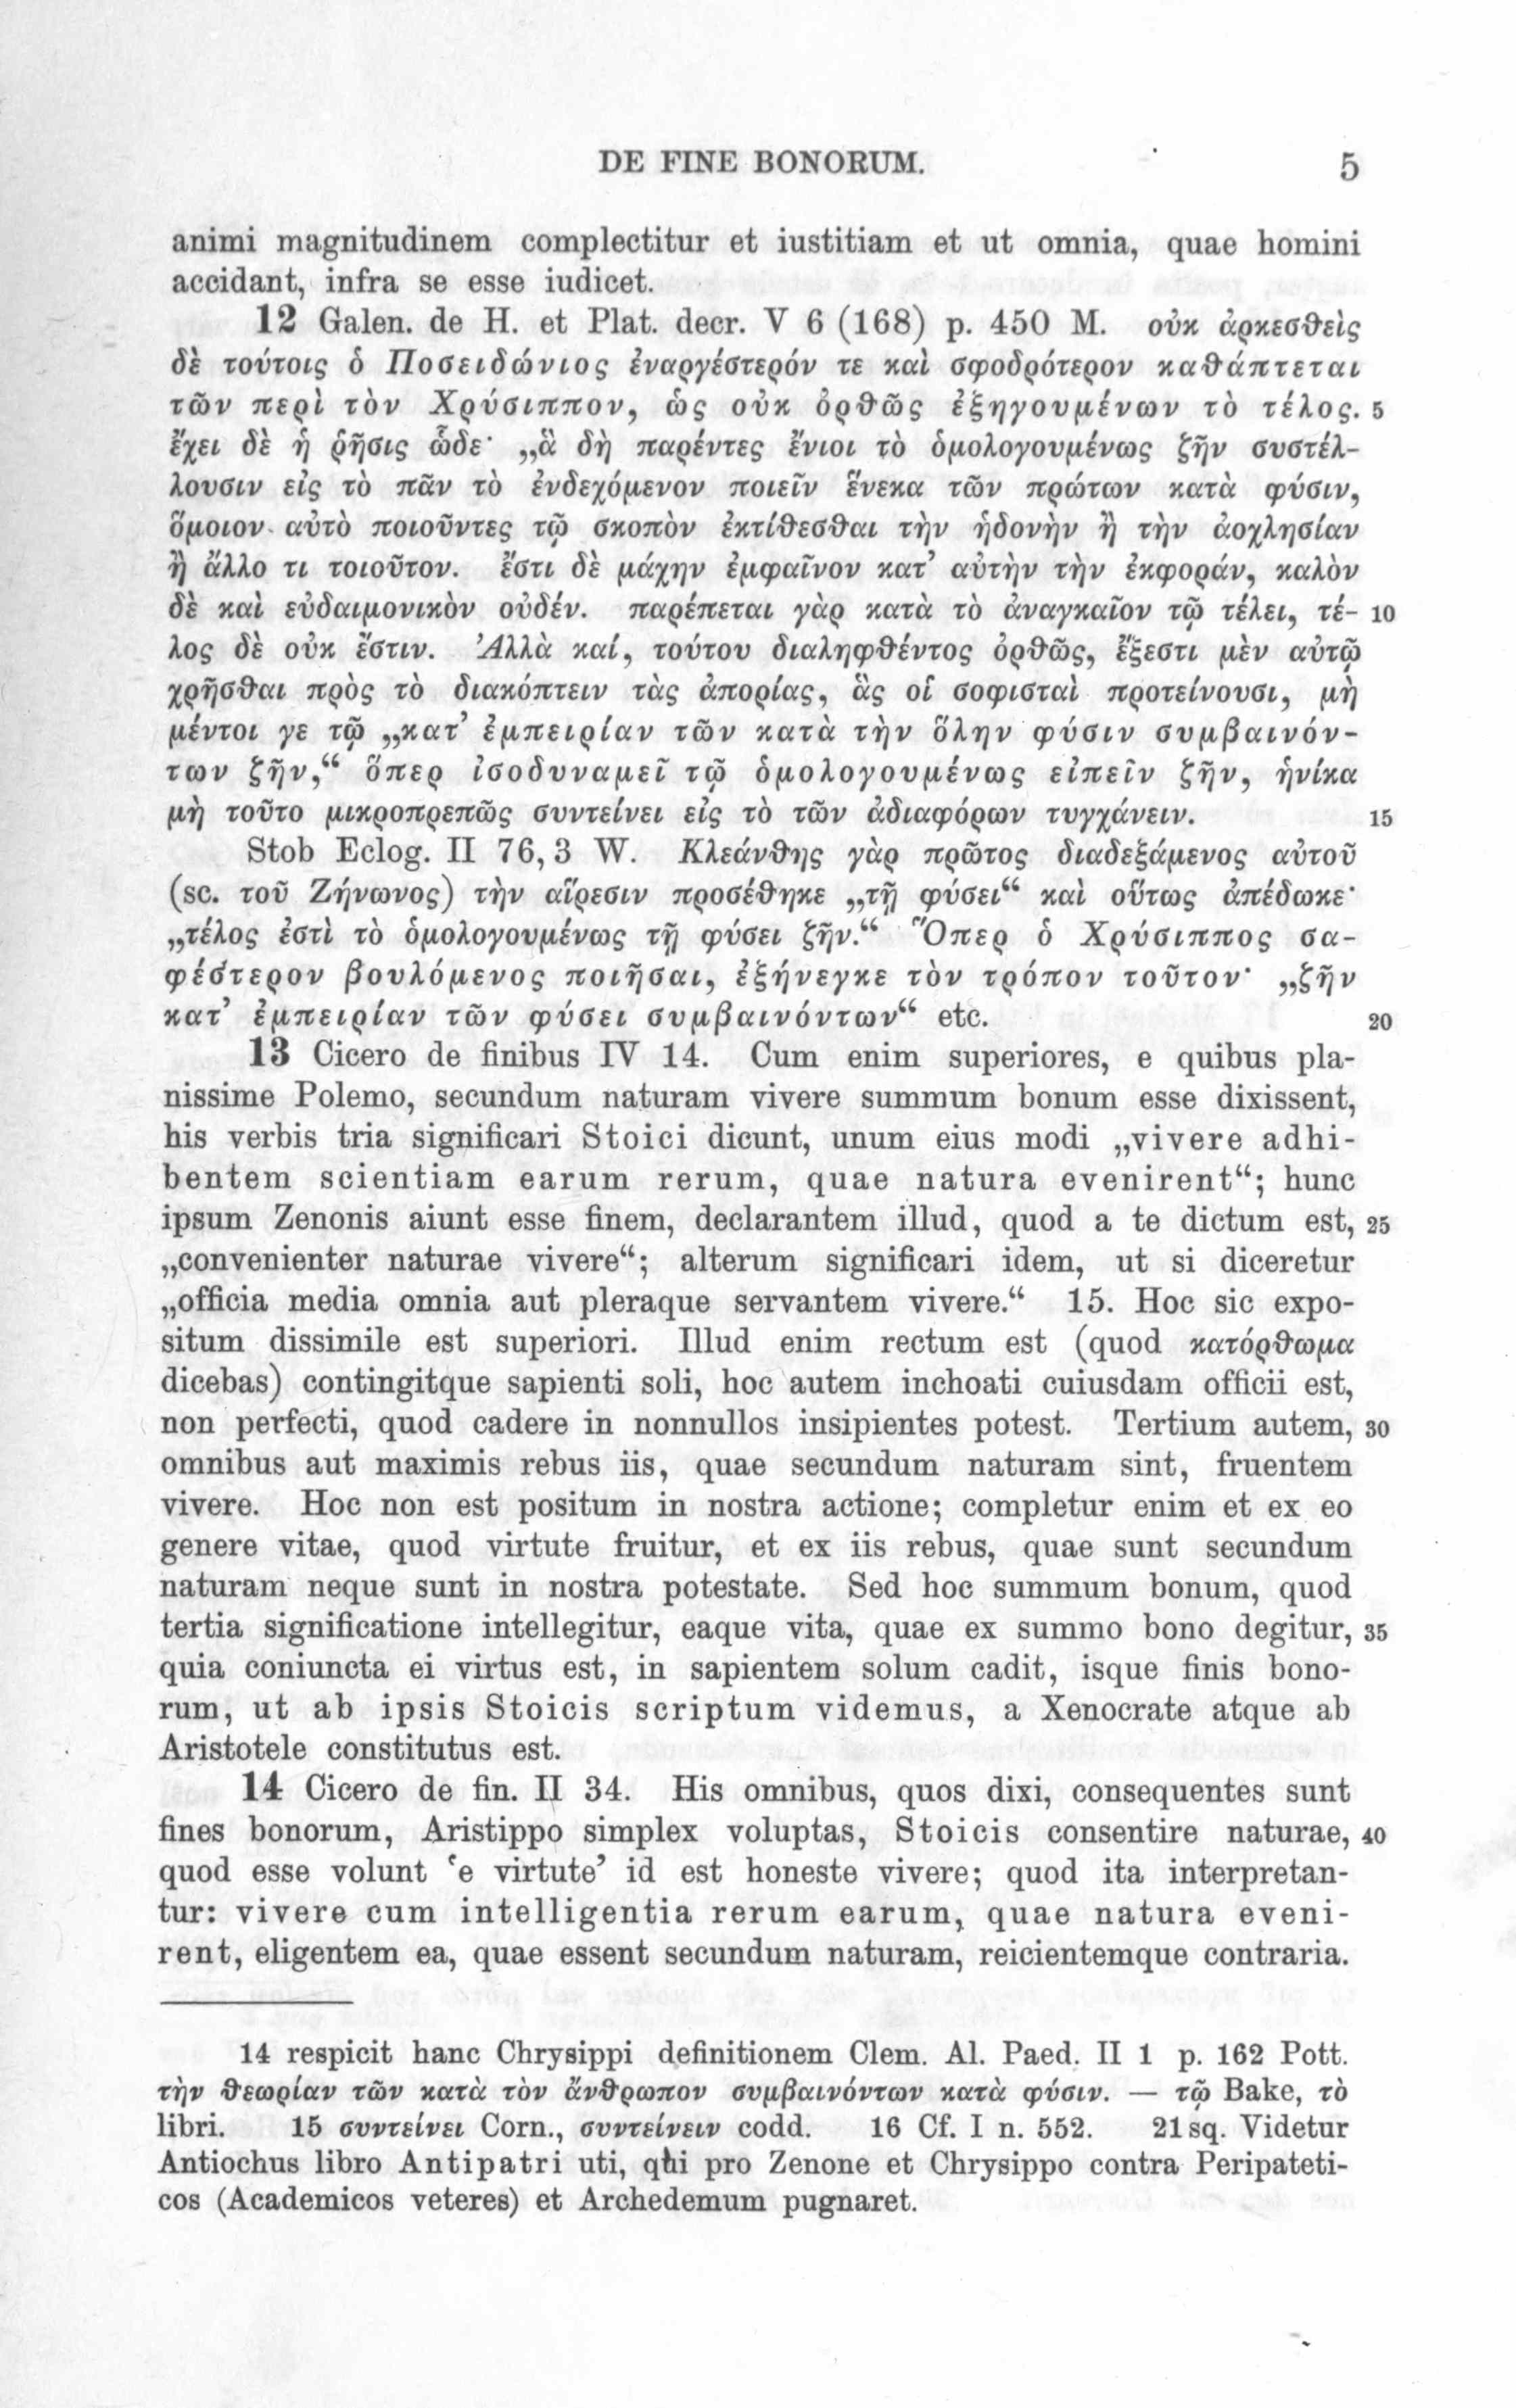 DE FINE BONORUM. 5
animi magnitudinem complectitur et iustitiam et ut omnia, quae homini
accidant, infra se esse iudicet.
12 Galen. de H. et Plat. decr. V 6 (168) p. 450 M. οὐκ ἀρκεσθεὶς
δὲ τούτοις ὁ Ποσειδώνιος ἐναργέστερόν τε καὶ σφοδρότερον καθάπτεται
τῶν περὶ τὸν Χρύσιππον, ὡς οὐκ ὀρθῶς ἐξηγουμένων τὸ τέλος. 5
ἔχει δὲ ἡ ῥῆσις ὧδε· „ἃ δὴ παρέντες ἔνιοι τὸ ὁμολογουμένως ζῆν συστέλ-
λουσιν εἰς τὸ πᾶν τὸ ἐνδεχόμενον ποιεῖν ἕνεκα τῶν πρώτων κατὰ φύσιν,
ὅμοιον αὐτὸ ποιοῦντες τῷ σκοπὸν ἐκτίθεσθαι τὴν ἡδονὴν ἢ τὴν ἀοχλησίαν
ἢ ἄλλο τι τοιοῦτον. ἔστι δὲ μάχην ἐμφαῖνον κατ’ αὐτὴν τὴν ἐκφοράν, καλὸν
δὲ καὶ εὐδαιμονικὸν οὐδέν. παρέπεται γὰρ κατὰ τὸ ἀναγκαῖον τῷ τέλει, τέ- 10
λος δὲ οὐκ ἔστιν. Ἀλλὰ καί, τούτου διαληφθέντος ὀρθῶς, ἔξεστι μὲν αὐτῷ
χρῆσθαι πρὸς τὸ διακόπτειν τὰς ἀπορίας, ἃς οἱ σοφισταὶ προτείνουσι, μὴ
μέντοι γε τῷ „κατ’ ἐμπειρίαν τῶν κατὰ τὴν ὅλην φύσιν συμβαινόν-
των ζῆν,“ ὅπερ ἰσοδυναμεῖ τῷ ὁμολογουμένως εἰπεῖν ζῆν, ἡνίκα
μὴ τοῦτο μικροπρεπῶς συντείνει εἰς τὸ τῶν ἀδιαφόρων τυγχάνειν. 15
Stob Eclog. II 76, 3 W. Κλεάνθης γὰρ πρῶτος διαδεξάμενος αὐτοῦ
(sc. τοῦ Ζήνωνος) τὴν αἵρεσιν προσέθηκε „τῇ φύσει“ καὶ οὕτως ἀπέδωκε·
„τέλος ἐστὶ τὸ ὁμολογουμένως τῇ φύσει ζῆν.“ Ὅπερ ὁ Χρύσιππος σα-
φέστερον βουλόμενος ποιῆσαι, ἐξήνεγκε τὸν τρόπον τοῦτον· „ζῆν
κατ’ ἐμπειρίαν τῶν φύσει συμβαινόντων“ etc. 20
13 Cicero de finibus IV 14. Cum enim superiores, e quibus pla-
nissime Polemo, secundum naturam vivere summum bonum esse dixissent,
his verbis tria significari Stoici dicunt, unum eius modi „vivere adhi-
bentem scientiam earum rerum, quae natura evenirent“; hunc
ipsum Zenonis aiunt esse finem, declarantem illud, quod a te dictum est, 25
„convenienter naturae vivere“; alterum significari idem, ut si diceretur
„officia media omnia aut pleraque servantem vivere.“ 15. Hoc sic expo-
situm dissimile est superiori. Illud enim rectum est (quod κατόρθωμα
dicebas) contingitque sapienti soli, hoc autem inchoati cuiusdam officii est,
non perfecti, quod cadere in nonnullos insipientes potest. Tertium autem, 30
omnibus aut maximis rebus iis, quae secundum naturam sint, fruentem
vivere. Hoc non est positum in nostra actione; completur enim et ex eo
genere vitae, quod virtute fruitur, et ex iis rebus, quae sunt secundum
naturam neque sunt in nostra potestate. Sed hoc summum bonum, quod
tertia significatione intellegitur, eaque vita, quae ex summo bono degitur, 35
quia coniuncta ei virtus est, in sapientem solum cadit, isque finis bono-
rum, ut ab ipsis Stoicis scriptum videmus, a Xenocrate atque ab
Aristotele constitutus est.
14 Cicero de fin. II 34. His omnibus, quos dixi, consequentes sunt
fines bonorum, Aristippo simplex voluptas, Stoicis consentire naturae, 40
quod esse volunt ‘e virtute’ id est honeste vivere; quod ita interpretan-
tur: vivere cum intelligentia rerum earum, quae natura eveni-
rent, eligentem ea, quae essent secundum naturam, reicientemque contraria.
14 respicit hanc Chrysippi definitionem Clem. Al. Paed. II 1 p. 162 Pott.
τὴν θεωρίαν τῶν κατὰ τὸν ἄνθρωπον συμβαινόντων κατὰ φύσιν. — τῷ Bake, τὸ
libri. 15 συντείνει Corn., συντείνειν codd. 16 Cf. I n. 552. 21 sq. Videtur
Antiochus libro Antipatri uti, qui pro Zenone et Chrysippo contra Peripateti-
cos (Academicos veteres) et Archedemum pugnaret.